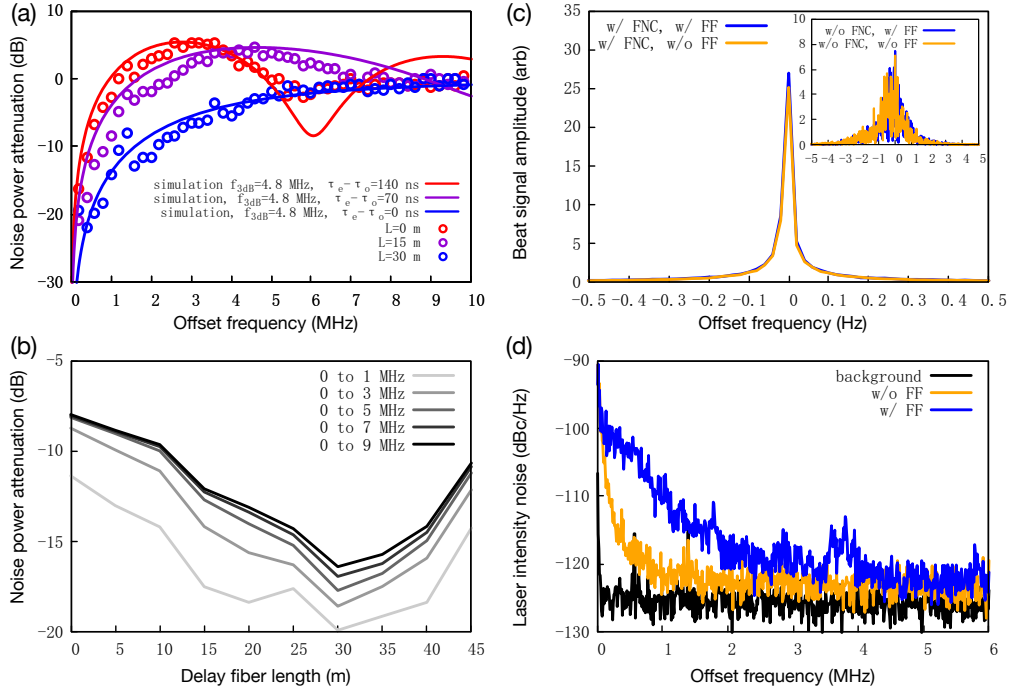 (a)
Noise power attenuation (dB)
10
0
−10
−20
−30
simulation f3dB=4.8 MHz, τe−τo=140 ns
simulation, f3dB=4.8 MHz, τe−τo=70 ns
simulation, f3dB=4.8 MHz, τe−τo=0 ns
L=0 m
L=15 m
L=30 m
0 1 2 3 4 5 6 7 8 9 10
Offset frequency (MHz)
(c)
Beat signal amplitude (arb)
35
30
25
20
15
10
5
0
w/ FNC, w/ FF
w/ FNC, w/o FF
10
8
6
4
2
0
w/o FNC, w/ FF
w/o FNC, w/o FF
−5 −4 −3 −2 −1 0 1 2 3 4 5
−0.5 −0.4 −0.3 −0.2 −0.1 0 0.1 0.2 0.3 0.4 0.5
Offset frequency (Hz)
(b)
Noise power attenuation (dB)
−5
−10
−15
−20
0 to 1 MHz
0 to 3 MHz
0 to 5 MHz
0 to 7 MHz
0 to 9 MHz
0 5 10 15 20 25 30 35 40 45
Delay fiber length (m)
(d)
Laser intensity noise (dBc/Hz)
−90
−100
−110
−120
−130
background
w/o FF
w/ FF
0 1 2 3 4 5 6
Offset frequency (MHz)